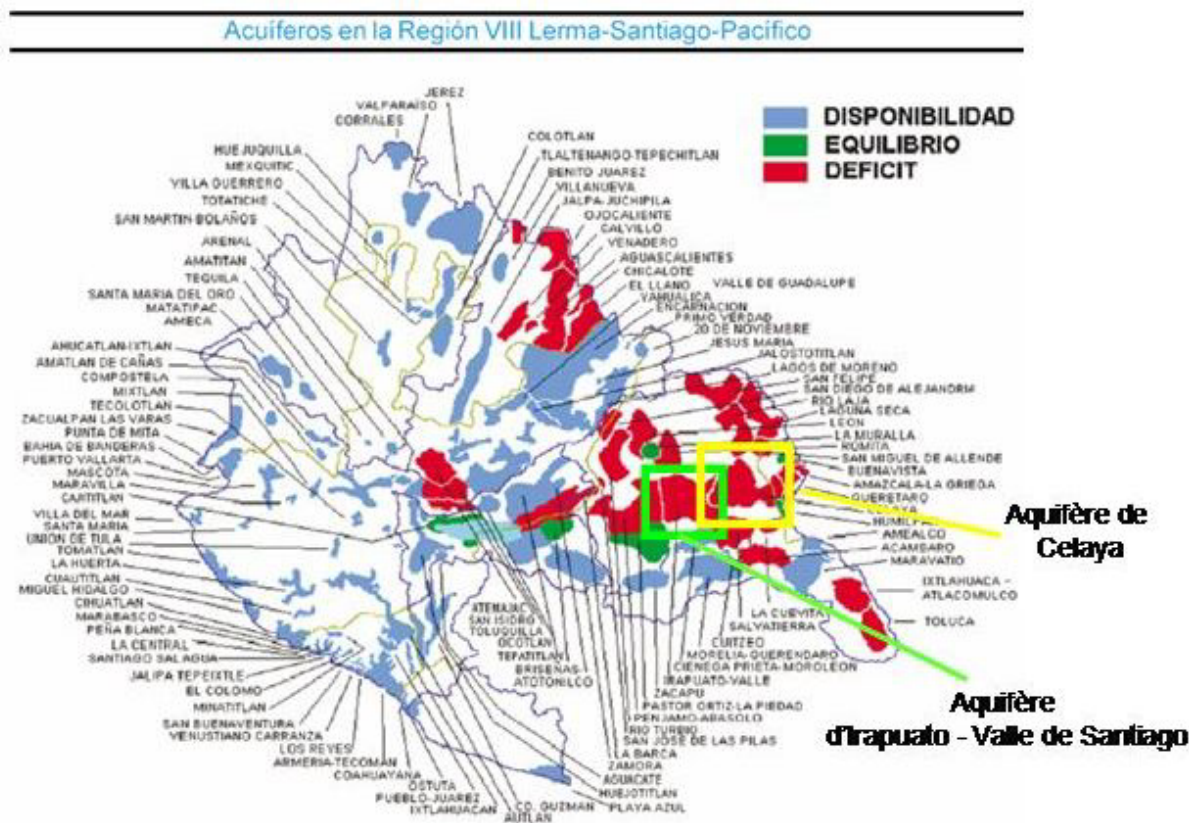 Acuíferos en la Región VIII Lerma-Santiago-Pacífico
DISPONIBILIDAD
EQUILIBRIO
DEFICIT
JEREZ
VALPARAÍSO
CORRALES
HUEJUQUILLA
MEXQUITIC
VILLA GUERRERO
TOTATICHE
SAN MARTIN-BOLAÑOS
ARENAL
AMATITAN
TEQUILA
SANTA MARIA DEL ORO
MATATIPAC
AMECA
AHUCATLAN-IXTLAN
AMATLAN DE CAÑAS
COMPOSTELA
MIXTLAN
TECOLOTLAN
ZACUALPAN LAS VARAS
PUNTA DE MITA
BAHIA DE BANDERAS
PUERTO VALLARTA
MASCOTA
MARAVILLA
CAJITITLAN
VILLA DEL MAR
SANTA MARIA
UNION DE TULA
TOMATLAN
LA HUERTA
CUAUTITLAN
MIGUEL HIDALGO
CIHUATLAN
MARABASCO
PEÑA BLANCA
LA CENTRAL
SANTIAGO SALAGUA
JALIPA TEPEIXTLE
EL COLOMO
MINATITLAN
SAN BUENAVENTURA
VENUSTIANO CARRANZA
LOS REYES
ARMERIA-TECOMAN
COAHUAYANA
OSTUTA
PUEBLO-JUAREZ
IXTLAHUACAN
AUTLAN
CD. GUZMAN
PLAYA AZUL
HUEJOTITLAN
AGUACATE
ZAMORA
LA BARCA
SAN JOSE DE LAS PILAS
RIO TURBIO
PENJAMO-ABASOLO
PASTOR ORTIZ-LA PIEDAD
ZACAPU
IRAPUATO-VALLE
CIENEGA PRIETA-MOROLEON
MORELIA-QUERENDARO
CUITZEO
SALVATIERRA
LA CUEVITA
ATEMAJAC
SAN ISIDRO
TOLUQUILLA
OCOTLAN
TEPATITLAN
BRISEÑAS-
ATOTONILCO
COLOTLAN
TLALTENANGO-TEPECHITLAN
BENITO JUAREZ
VILLANUEVA
JALPA-JUCHIPILA
OJOCALIENTE
CALVILLO
VENADERO
AGUASCALIENTES
CHICALOTE
EL LLANO
VALLE DE GUADALUPE
YAHUALICA
ENCARNACION
PRIMO VERDAD
20 DE NOVIEMBRE
JESUS MARIA
JALOSTOTITLAN
LAGOS DE MORENO
SAN FELIPE
SAN DIEGO DE ALEJANDRIA
RIO LAJA
LAGUNA SECA
LEON
LA MURALLA
ROMITA
SAN MIGUEL DE ALLENDE
BUENAVISTA
AMAZCALA-LA GRIEGA
QUERETARO
AMEALCO
ACAMBARO
MARAVATIO
IXTLAHUACA -
ATLACOMULCO
TOLUCA
Aquifère de
Celaya
Aquifère
d'Irapuato - Valle de Santiago